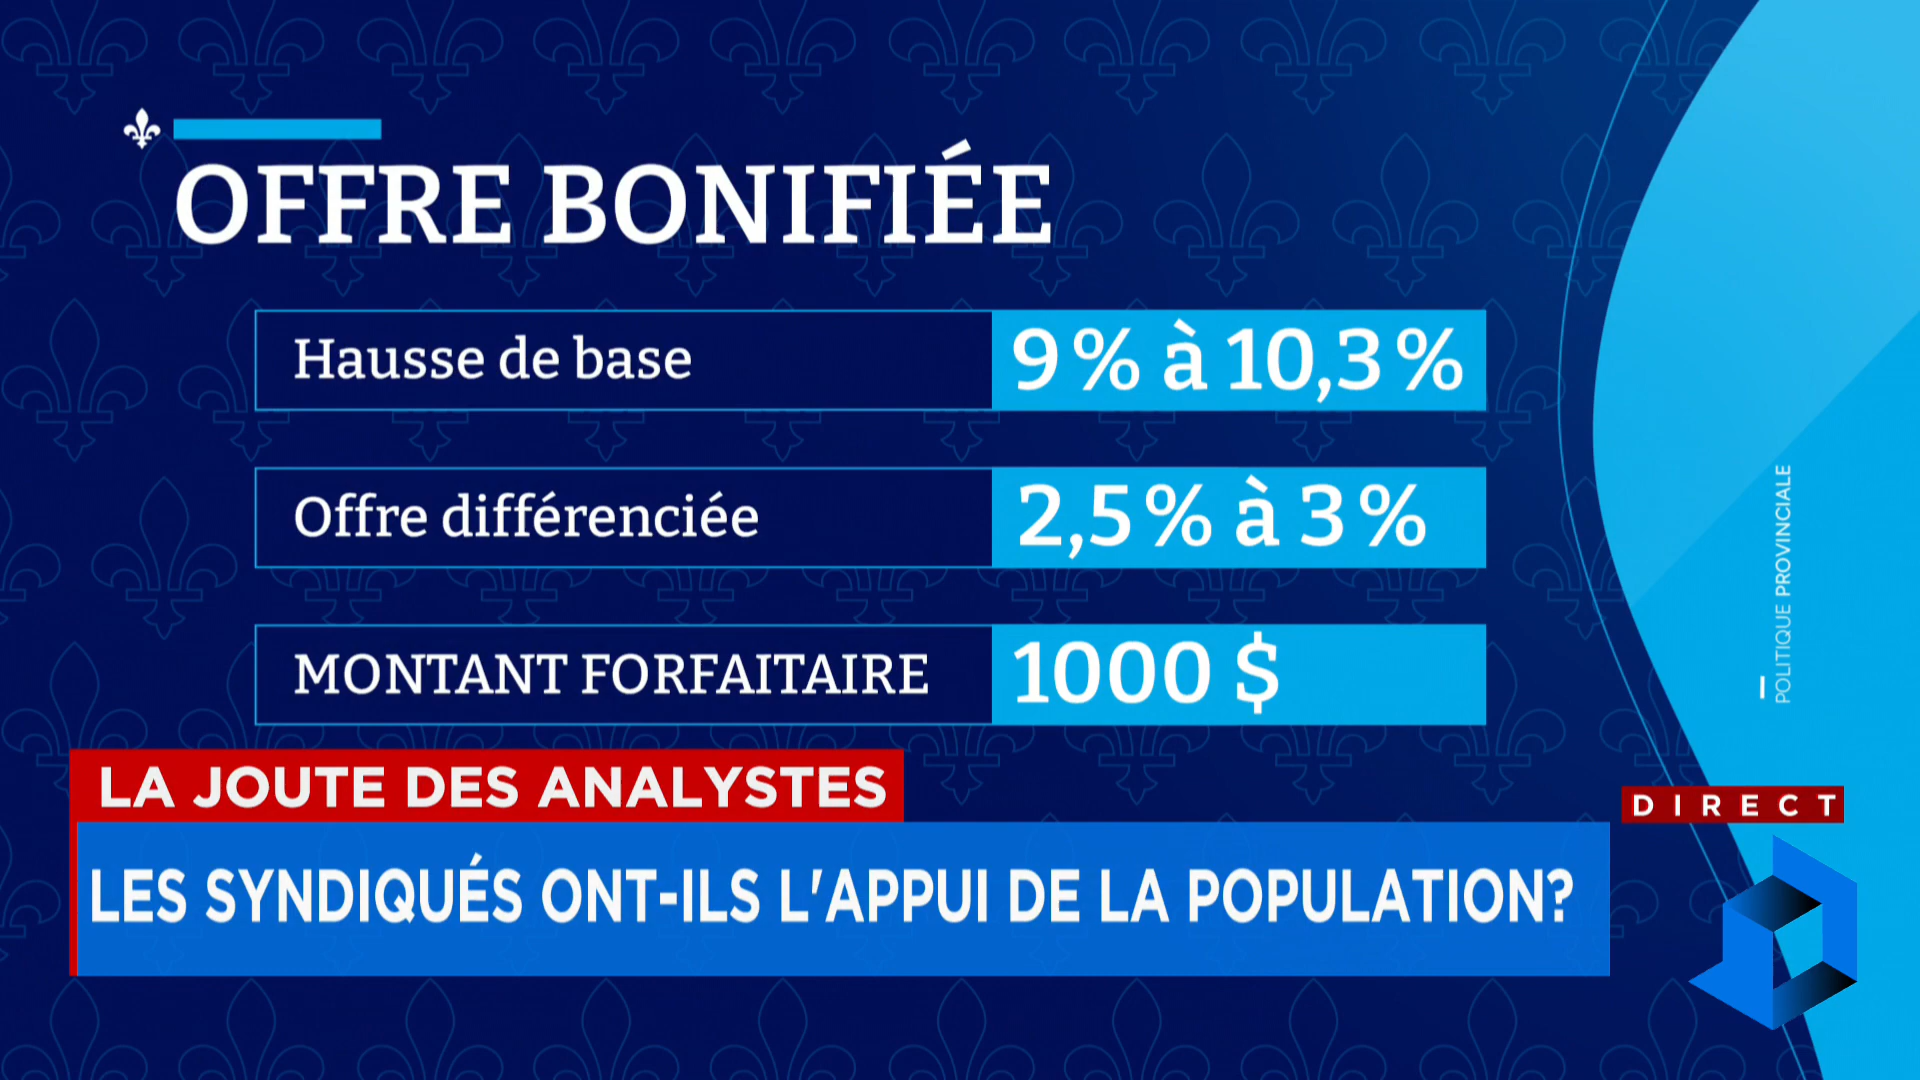 OFFRE BONIFIÉE
Hausse de base 9 % à 10,3 %
Offre différenciée 2,5 % à 3 %
MONTANT FORFAITAIRE 1000 $
POLITIQUE PROVINCIALE
LA JOUTE DES ANALYSTES
DIRECT
LES SYNDIQUÉS ONT-ILS L'APPUI DE LA POPULATION?